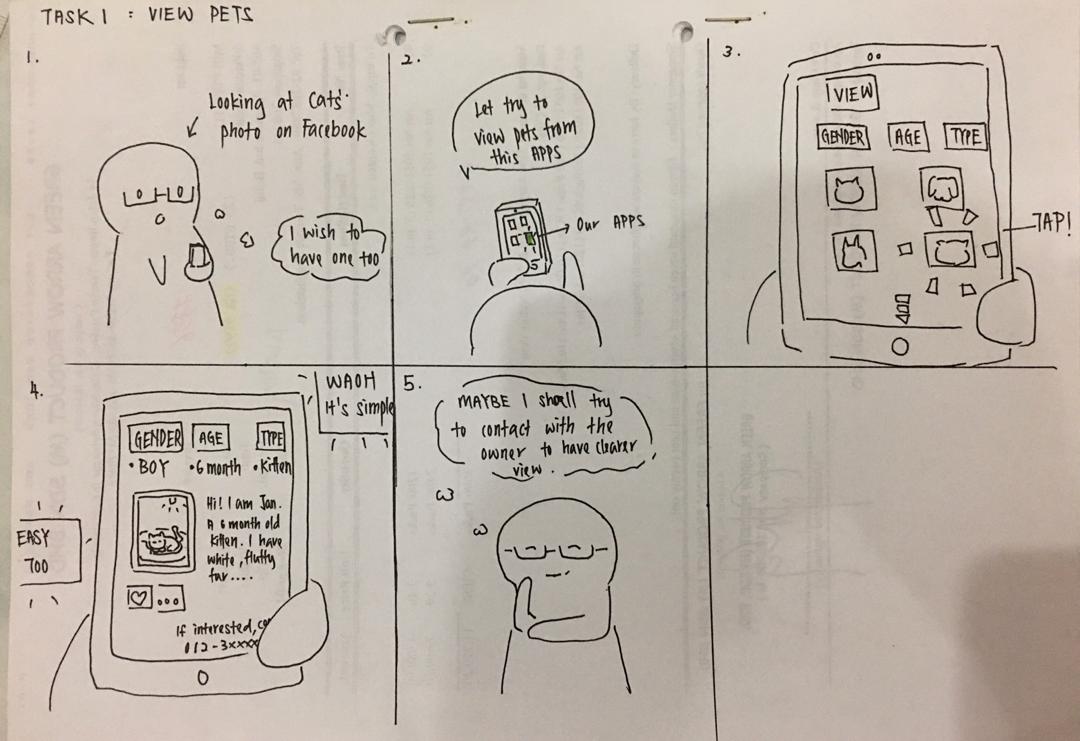 TASK 1 : VIEW PETS
1.
Looking at Cats'
photo on Facebook
I wish to
have one too
2.
Let try to
view pets from
this APPS
Our APPS
3.
VIEW
GENDER AGE TYPE
TAP!
4.
WAOH
It's simple
GENDER AGE TYPE
• BOY • 6 month • Kitten
Hi! I am Jan.
A 6 month old
kitten. I have
white, fluffy
fur....
EASY
TOO
If interested, co
012-3xxxx
5.
MAYBE I shall try
to contact with the
owner to have clearer
view.